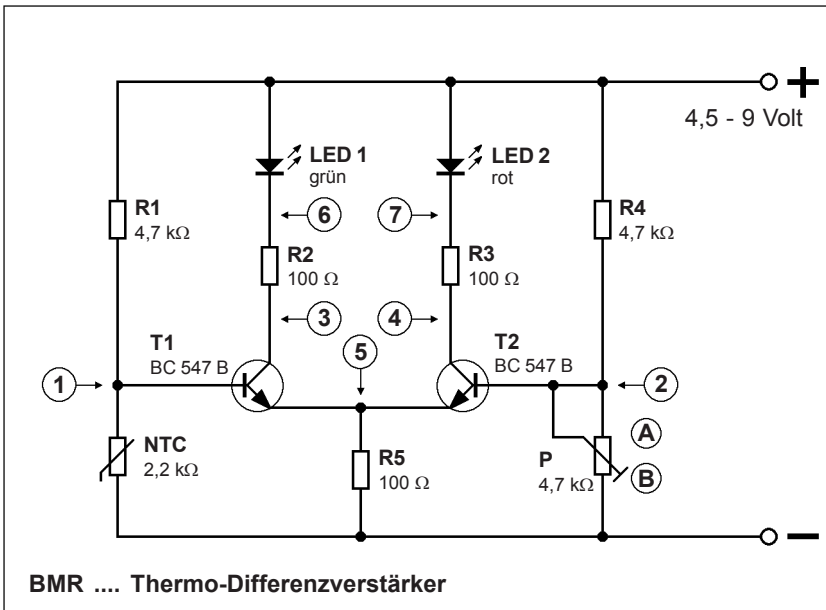 +
4,5 - 9 Volt
LED 1
grün
LED 2
rot
R1
4,7 kΩ
6
7
R4
4,7 kΩ
R2
100 Ω
R3
100 Ω
3
4
T1
BC 547 B
5
T2
BC 547 B
1
2
NTC
2,2 kΩ
R5
100 Ω
P
4,7 kΩ
A
B
−
BMR .... Thermo-Differenzverstärker